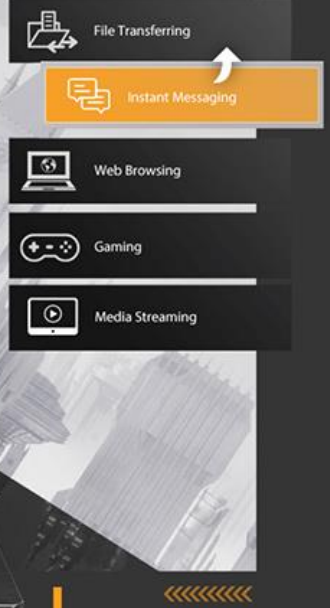 File Transferring
Instant Messaging
Web Browsing
Gaming
Media Streaming